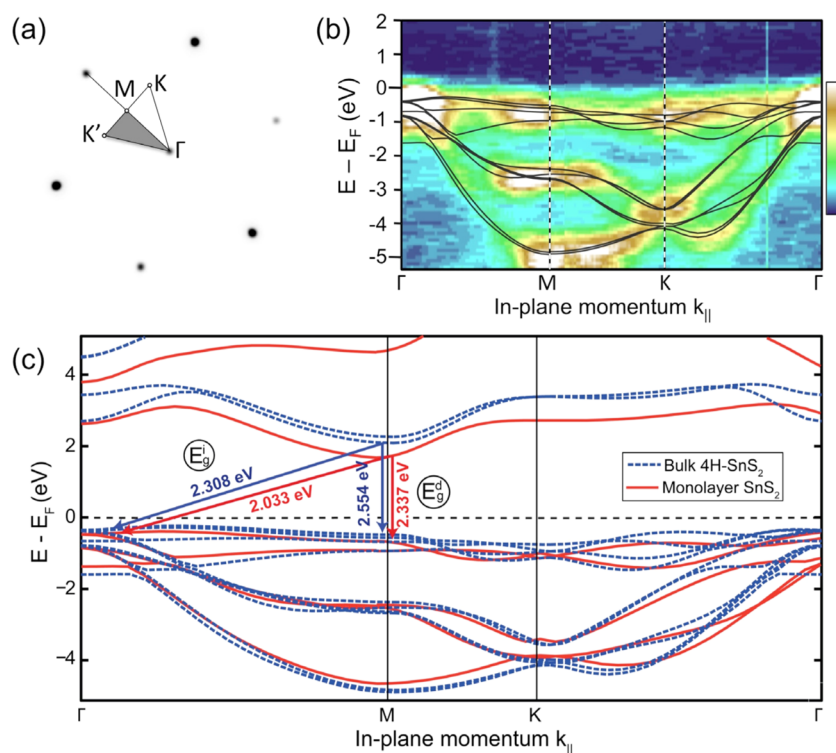 (a)
M
K
K'
Γ
(b)
E – E_F (eV)
2
1
0
-1
-2
-3
-4
-5
Γ
M
K
Γ
In-plane momentum k_||
(c)
E - E_F (eV)
4
2
0
−2
−4
E_g^i
2.308 eV
2.033 eV
2.554 eV
2.337 eV
E_g^d
Bulk 4H-SnS_2
Monolayer SnS_2
Γ
M
K
Γ
In-plane momentum k_||